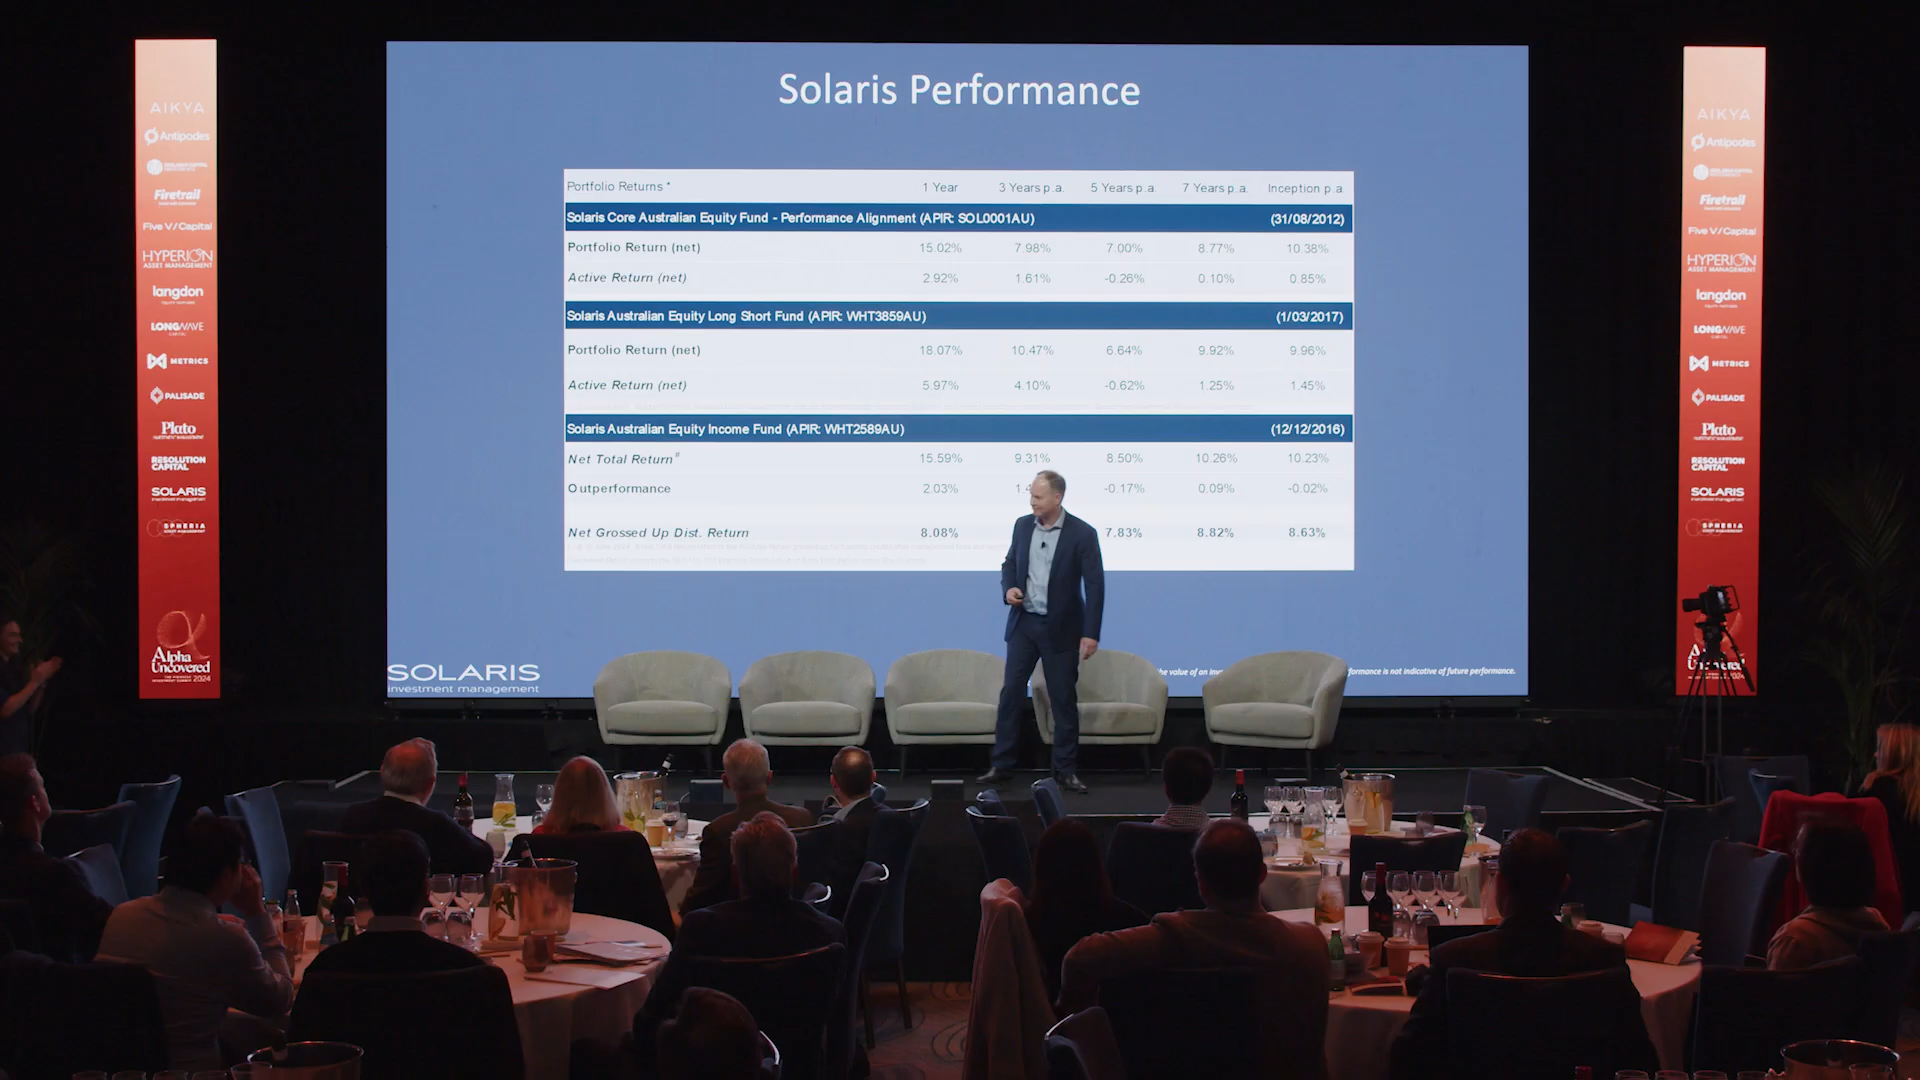 Solaris Performance
Portfolio Returns * 1 Year 3 Years p.a. 5 Years p.a. 7 Years p.a. Inception p.a
Solaris Core Australian Equity Fund - Performance Alignment (APIR: SOL0001AU) (31/08/2012)
Portfolio Return (net) 15.02% 7.98% 7.00% 8.77% 10.38%
Active Return (net) 2.92% 1.61% -0.26% 0.10% 0.85%
Solaris Australian Equity Long Short Fund (APIR: WHT3859AU) (1/03/2017)
Portfolio Return (net) 18.07% 10.47% 6.64% 9.92% 9.96%
Active Return (net) 5.97% 4.10% -0.62% 1.25% 1.45%
Solaris Australian Equity Income Fund (APIR: WHT2589AU) (12/12/2016)
Net Total Return# 15.59% 9.31% 8.50% 10.26% 10.23%
Outperformance 2.03% -0.17% 0.09% -0.02%
Net Grossed Up Dist. Return 8.08% 7.83% 8.82% 8.63%
SOLARIS
investment management
the value of an
performance is not indicative of future performance.
AIKYA
Antipodes
Firetrail
Five V/Capital
HYPERION
ASSET MANAGEMENT
langdon
LONGWAVE
CAPITAL
METRICS
PALISADE
Plato
RESOLUTION
CAPITAL
SOLARIS
SPHERIA
Alpha
Uncovered
2024
AIKYA
Antipodes
Firetrail
Five V/Capital
HYPERION
ASSET MANAGEMENT
langdon
LONGWAVE
CAPITAL
METRICS
PALISADE
Plato
RESOLUTION
CAPITAL
SOLARIS
SPHERIA